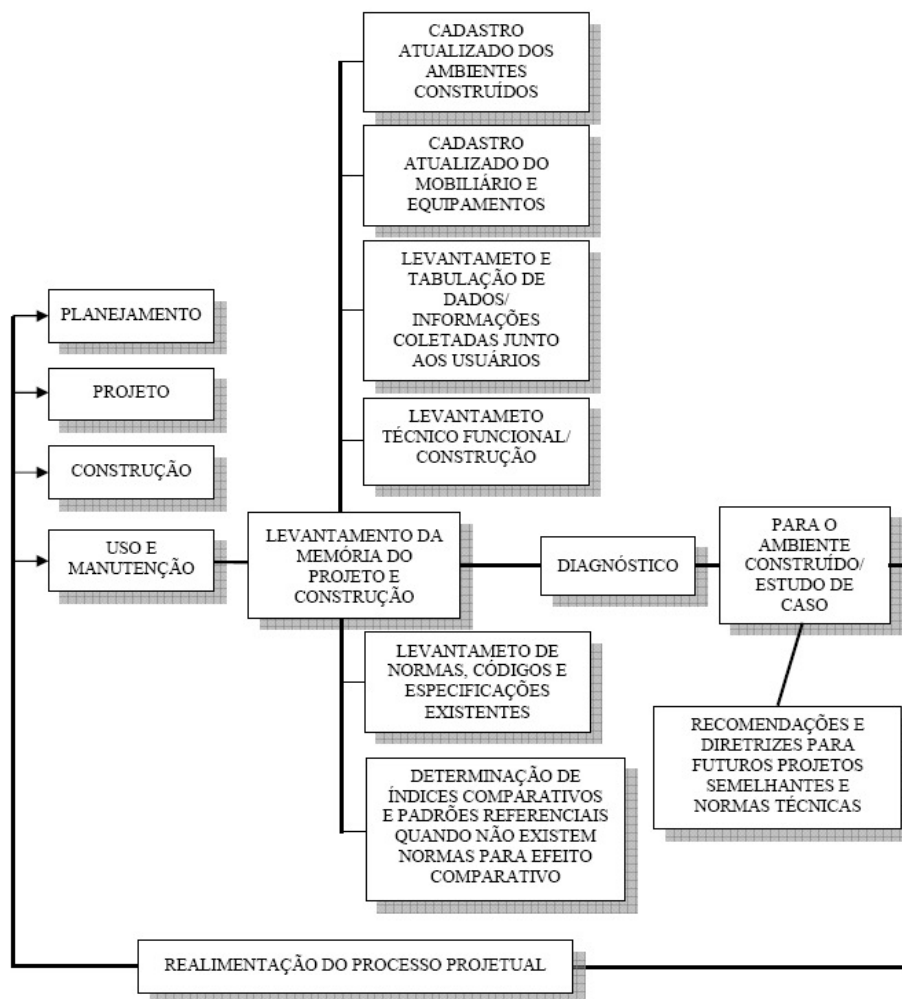 CADASTRO
ATUALIZADO DOS
AMBIENTES
CONSTRUÍDOS
CADASTRO
ATUALIZADO DO
MOBILIÁRIO E
EQUIPAMENTOS
LEVANTAMETO E
TABULAÇÃO DE
DADOS/
INFORMAÇÕES
COLETADAS JUNTO
AOS USUÁRIOS
LEVANTAMETO
TÉCNICO FUNCIONAL/
CONSTRUÇÃO
PLANEJAMENTO
PROJETO
CONSTRUÇÃO
USO E
MANUTENÇÃO
LEVANTAMENTO DA
MEMÓRIA DO
PROJETO E
CONSTRUÇÃO
DIAGNÓSTICO
PARA O
AMBIENTE
CONSTRUÍDO/
ESTUDO DE
CASO
LEVANTAMETO DE
NORMAS, CÓDIGOS E
ESPECIFICAÇÕES
EXISTENTES
RECOMENDAÇÕES E
DIRETRIZES PARA
FUTUROS PROJETOS
SEMELHANTES E
NORMAS TÉCNICAS
DETERMINAÇÃO DE
ÍNDICES COMPARATIVOS
E PADRÕES REFERENCIAIS
QUANDO NÃO EXISTEM
NORMAS PARA EFEITO
COMPARATIVO
REALIMENTAÇÃO DO PROCESSO PROJETUAL